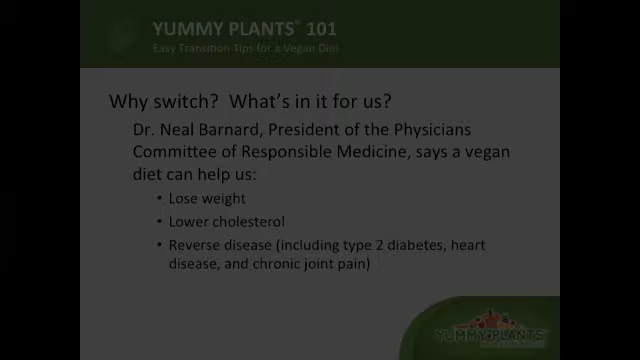 YUMMY PLANTS® 101
Easy Transition Tips for a Vegan Diet
Why switch?  What's in it for us?
Dr. Neal Barnard, President of the Physicians
Committee of Responsible Medicine, says a vegan
diet can help us:
• Lose weight
• Lower cholesterol
• Reverse disease (including type 2 diabetes, heart
disease, and chronic joint pain)
YUMMY PLANTS